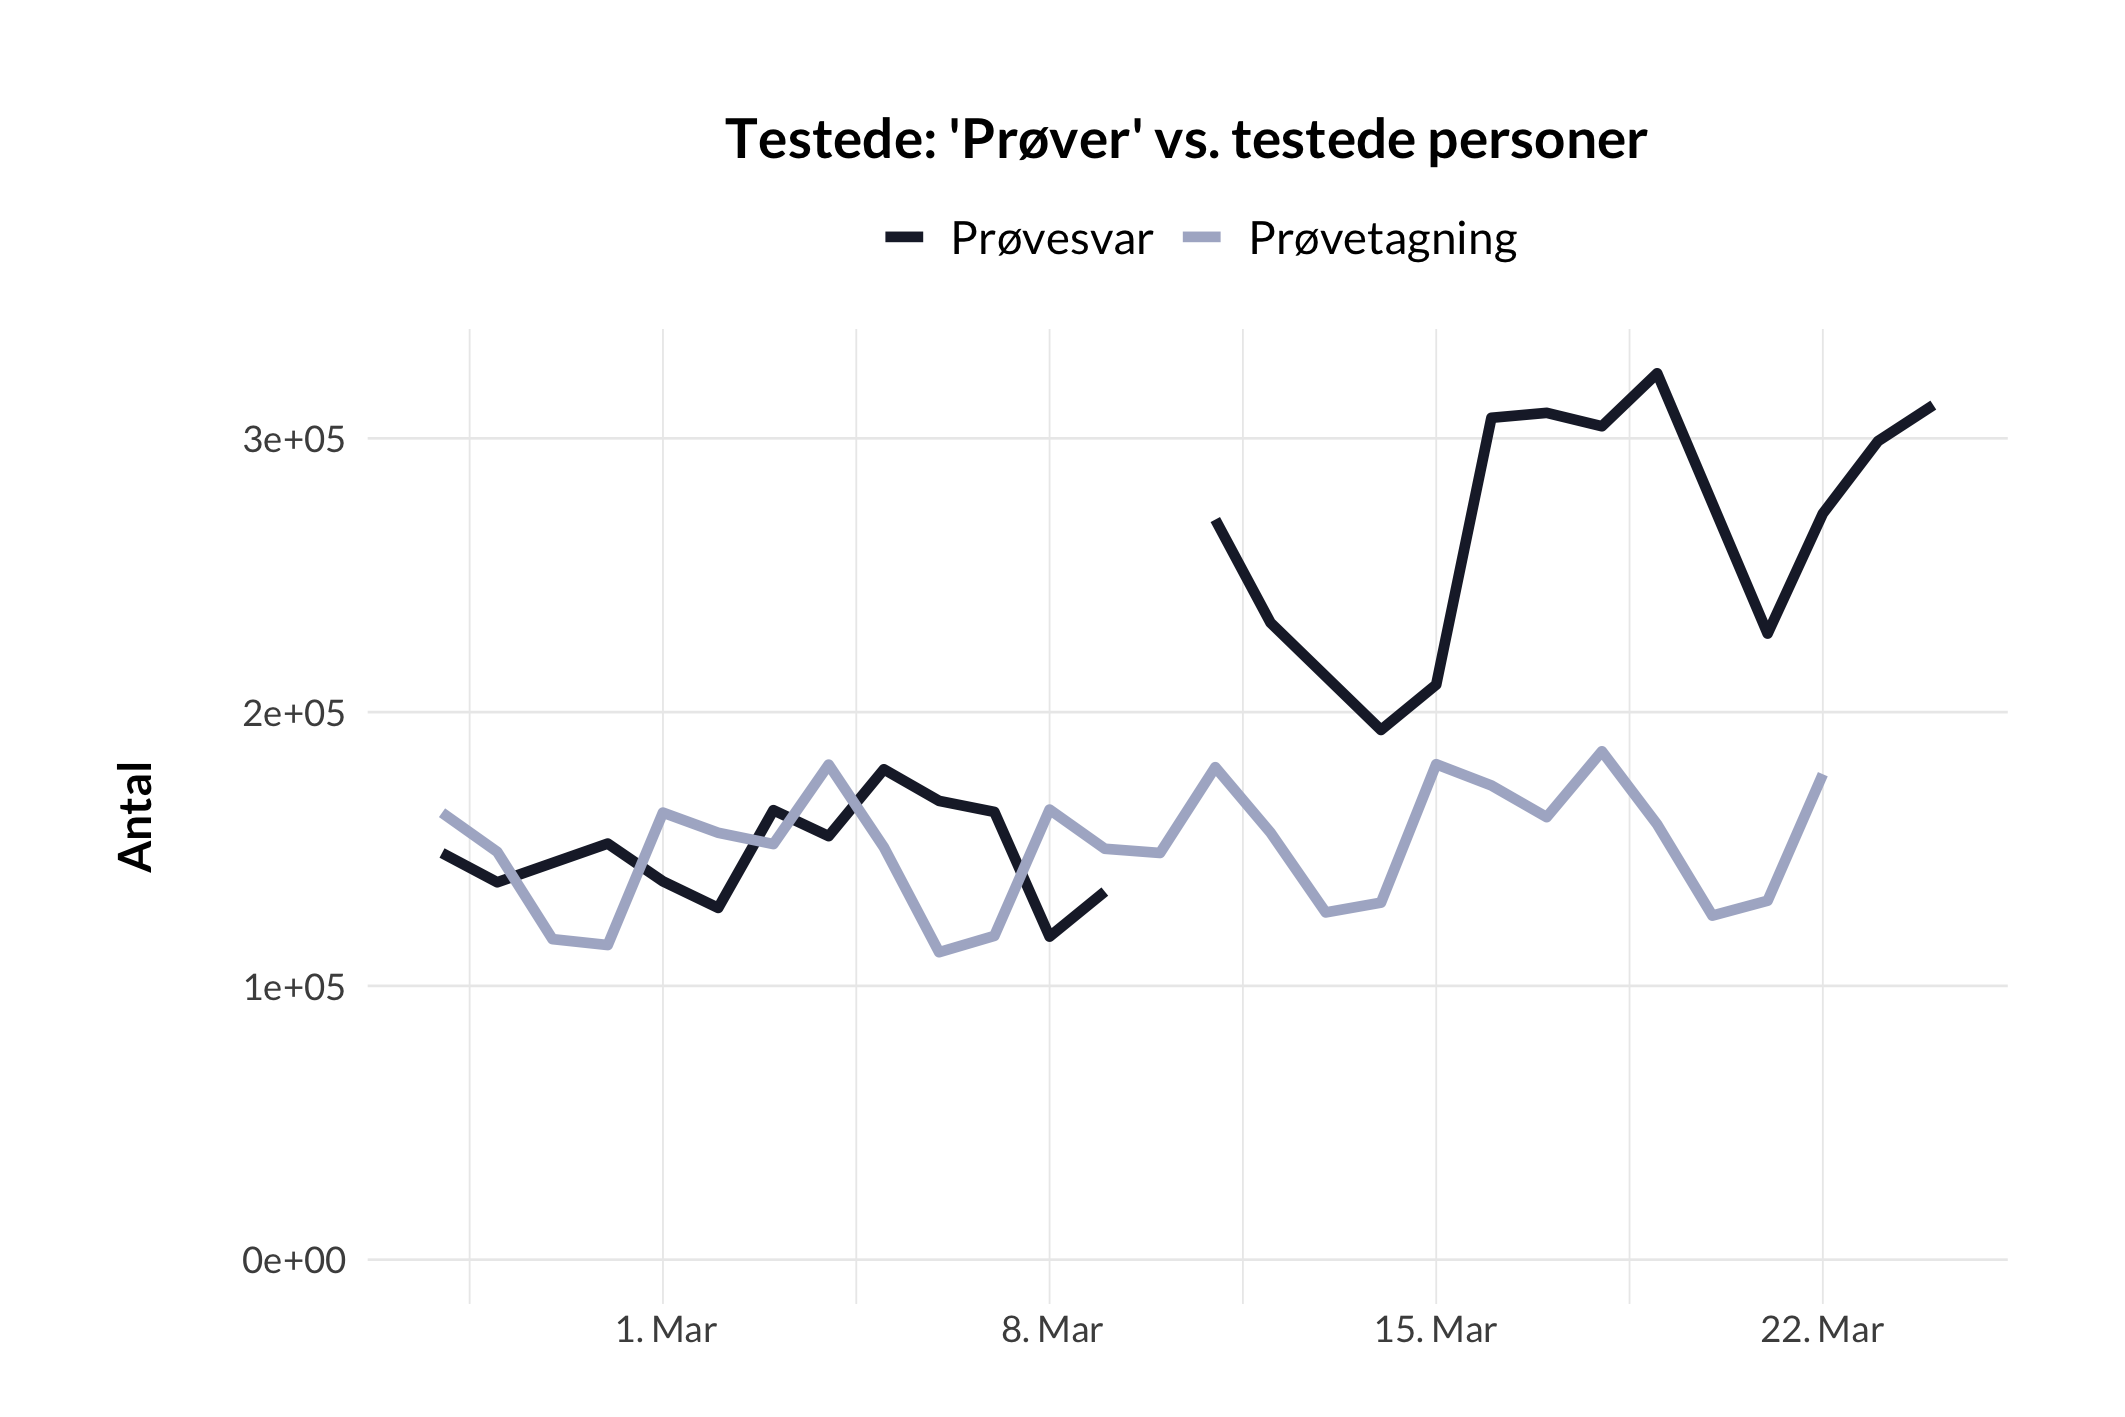 Testede: 'Prøver' vs. testede personer
Prøvesvar Prøvetagning
Antal
3e+05
2e+05
1e+05
0e+00
1. Mar 8. Mar 15. Mar 22. Mar